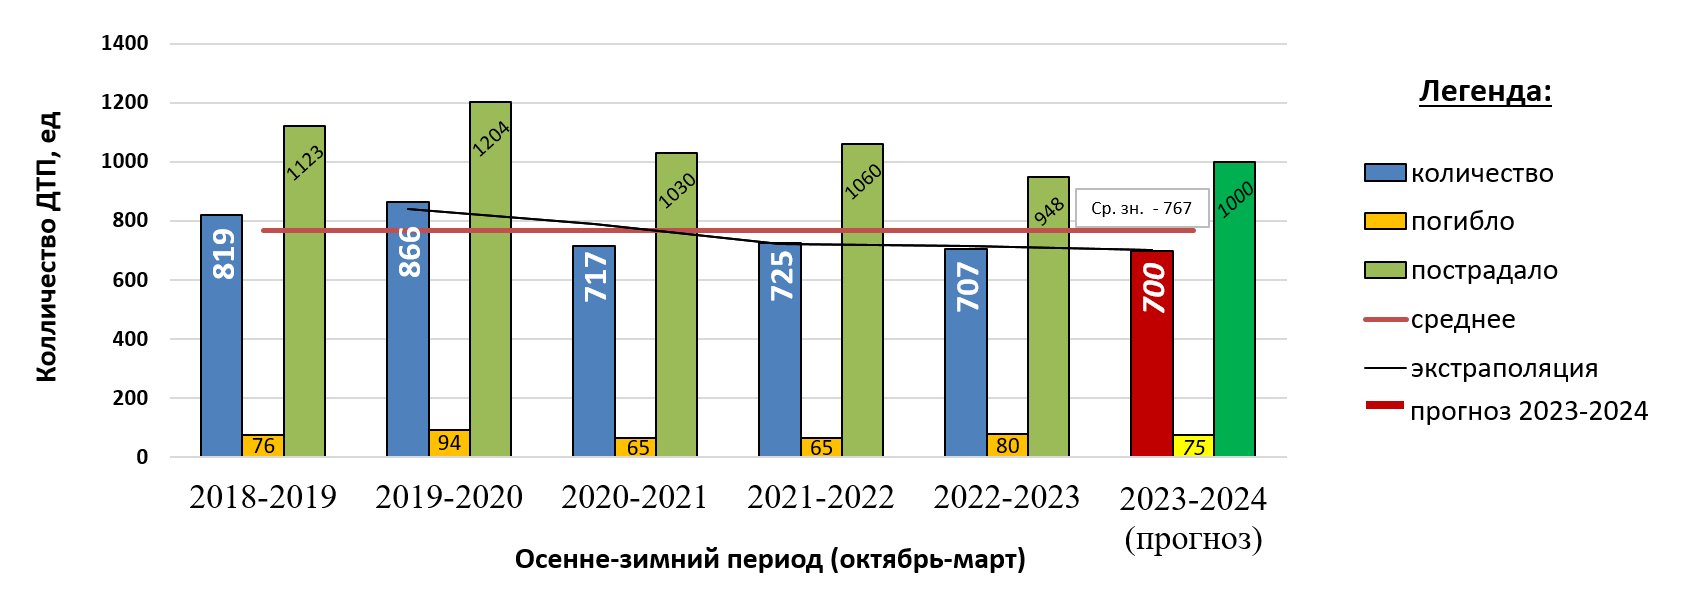 Колличество ДТП, ед
1400
1200
1000
800
600
400
200
0
819
76
1123
866
94
1204
717
65
1030
725
65
1060
707
80
948
Ср. зн. - 767
700
75
1000
2018-2019
2019-2020
2020-2021
2021-2022
2022-2023
2023-2024
(прогноз)
Осенне-зимний период (октябрь-март)
Легенда:
количество
погибло
пострадало
среднее
экстраполяция
прогноз 2023-2024